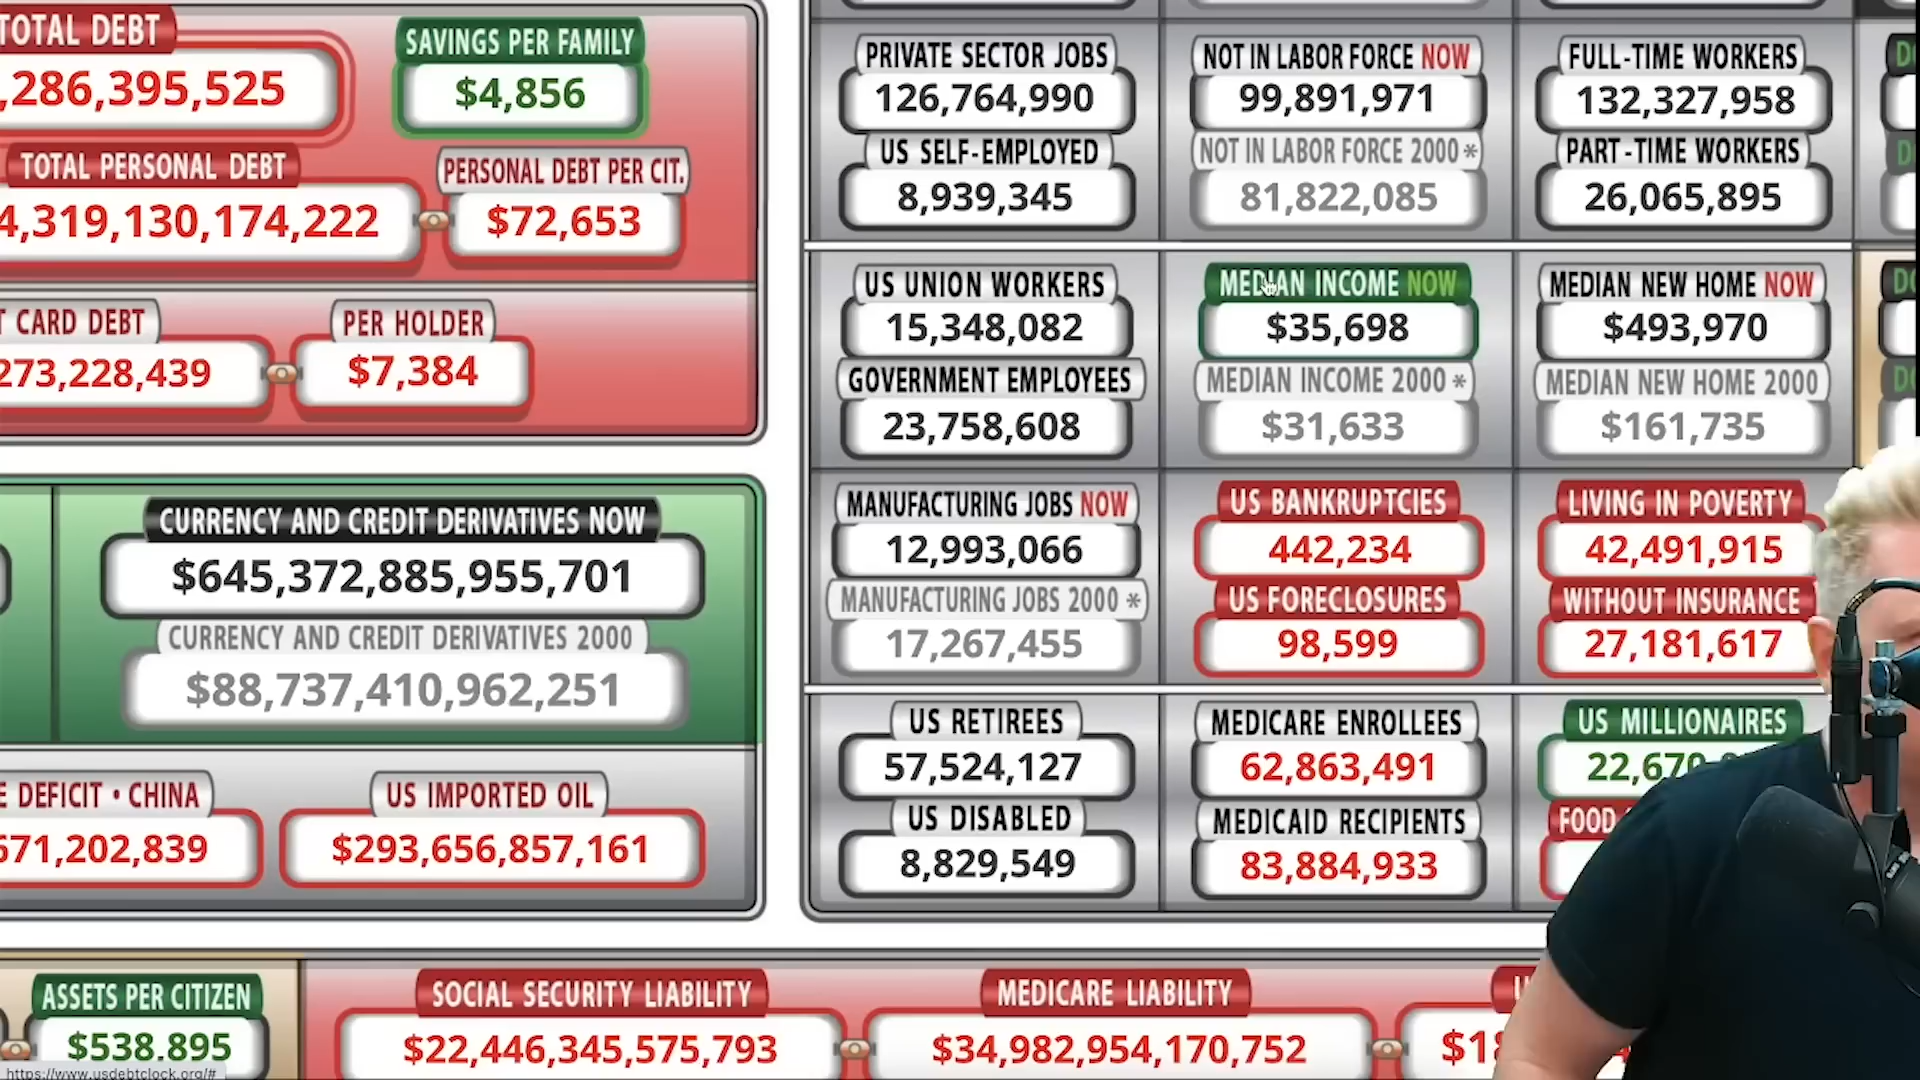 TOTAL DEBT
,286,395,525
SAVINGS PER FAMILY
$4,856
TOTAL PERSONAL DEBT
4,319,130,174,222
PERSONAL DEBT PER CIT.
$72,653
T CARD DEBT
273,228,439
PER HOLDER
$7,384
CURRENCY AND CREDIT DERIVATIVES NOW
$645,372,885,955,701
CURRENCY AND CREDIT DERIVATIVES 2000
$88,737,410,962,251
E DEFICIT • CHINA
671,202,839
US IMPORTED OIL
$293,656,857,161
PRIVATE SECTOR JOBS
126,764,990
US SELF-EMPLOYED
8,939,345
NOT IN LABOR FORCE NOW
99,891,971
NOT IN LABOR FORCE 2000 *
81,822,085
FULL-TIME WORKERS
132,327,958
PART-TIME WORKERS
26,065,895
US UNION WORKERS
15,348,082
GOVERNMENT EMPLOYEES
23,758,608
MEDIAN INCOME NOW
$35,698
MEDIAN INCOME 2000 *
$31,633
MEDIAN NEW HOME NOW
$493,970
MEDIAN NEW HOME 2000
$161,735
MANUFACTURING JOBS NOW
12,993,066
MANUFACTURING JOBS 2000 *
17,267,455
US BANKRUPTCIES
442,234
US FORECLOSURES
98,599
LIVING IN POVERTY
42,491,915
WITHOUT INSURANCE
27,181,617
US RETIREES
57,524,127
US DISABLED
8,829,549
MEDICARE ENROLLEES
62,863,491
MEDICAID RECIPIENTS
83,884,933
US MILLIONAIRES
22,670
FOOD
ASSETS PER CITIZEN
$538,895
SOCIAL SECURITY LIABILITY
$22,446,345,575,793
MEDICARE LIABILITY
$34,982,954,170,752
$18
https://www.usdebtclock.org/#